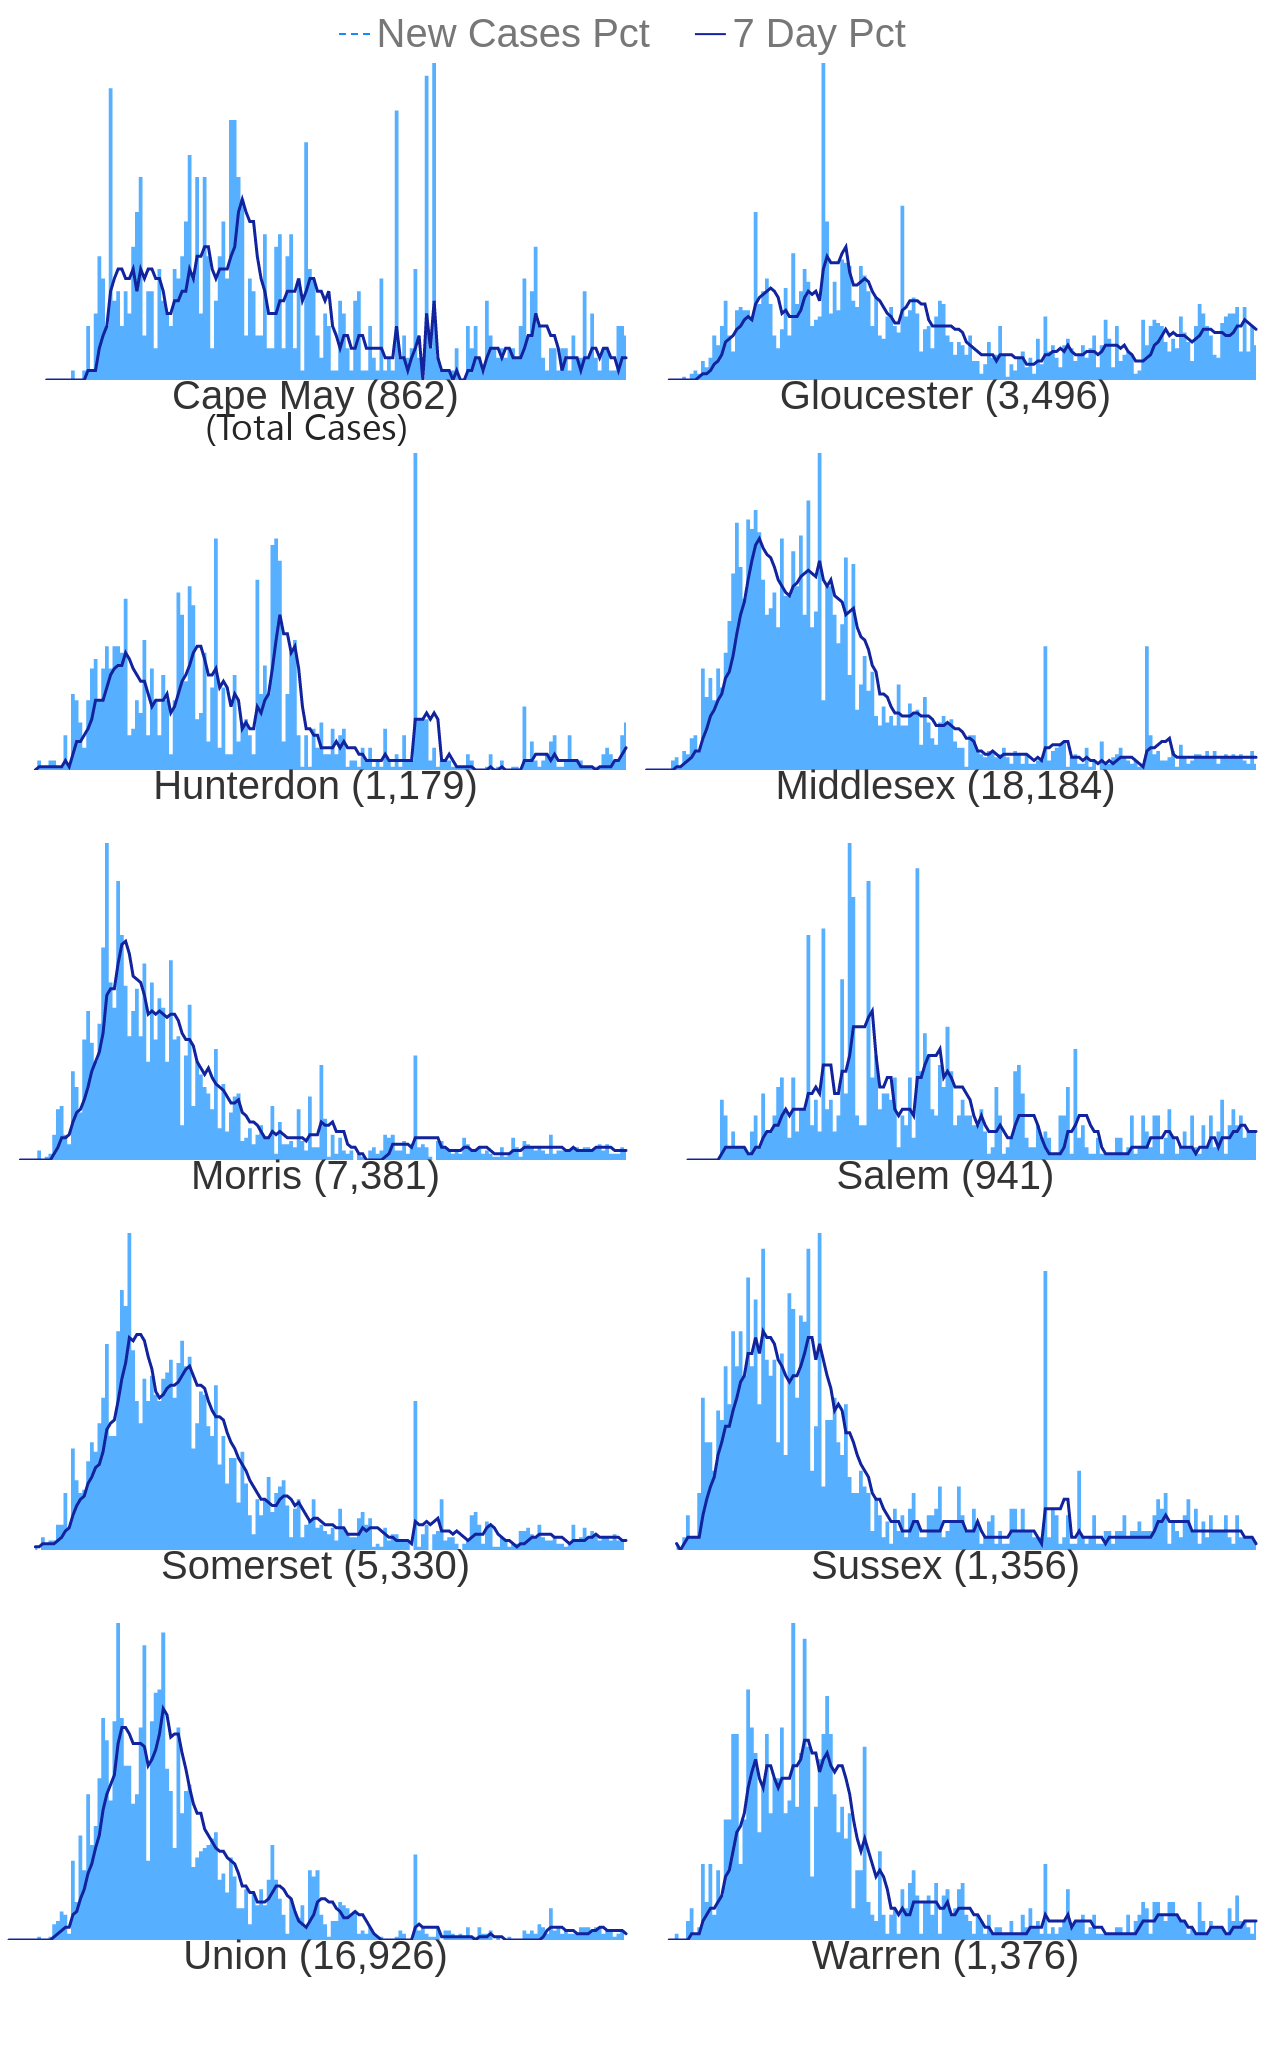 New Cases Pct 7 Day Pct
Cape May (862) Gloucester (3,496)
(Total Cases)
Hunterdon (1,179) Middlesex (18,184)
Morris (7,381) Salem (941)
Somerset (5,330) Sussex (1,356)
Union (16,926) Warren (1,376)